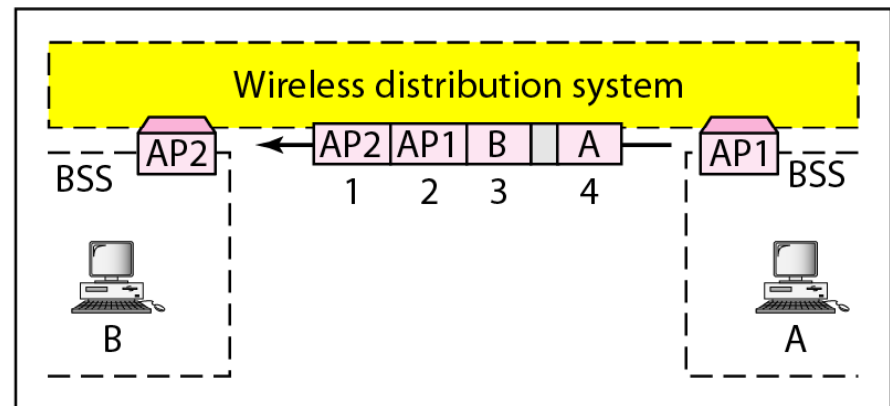 Wireless distribution system
AP2 AP2 AP1 B A AP1
BSS 1 2 3 4 BSS
B A